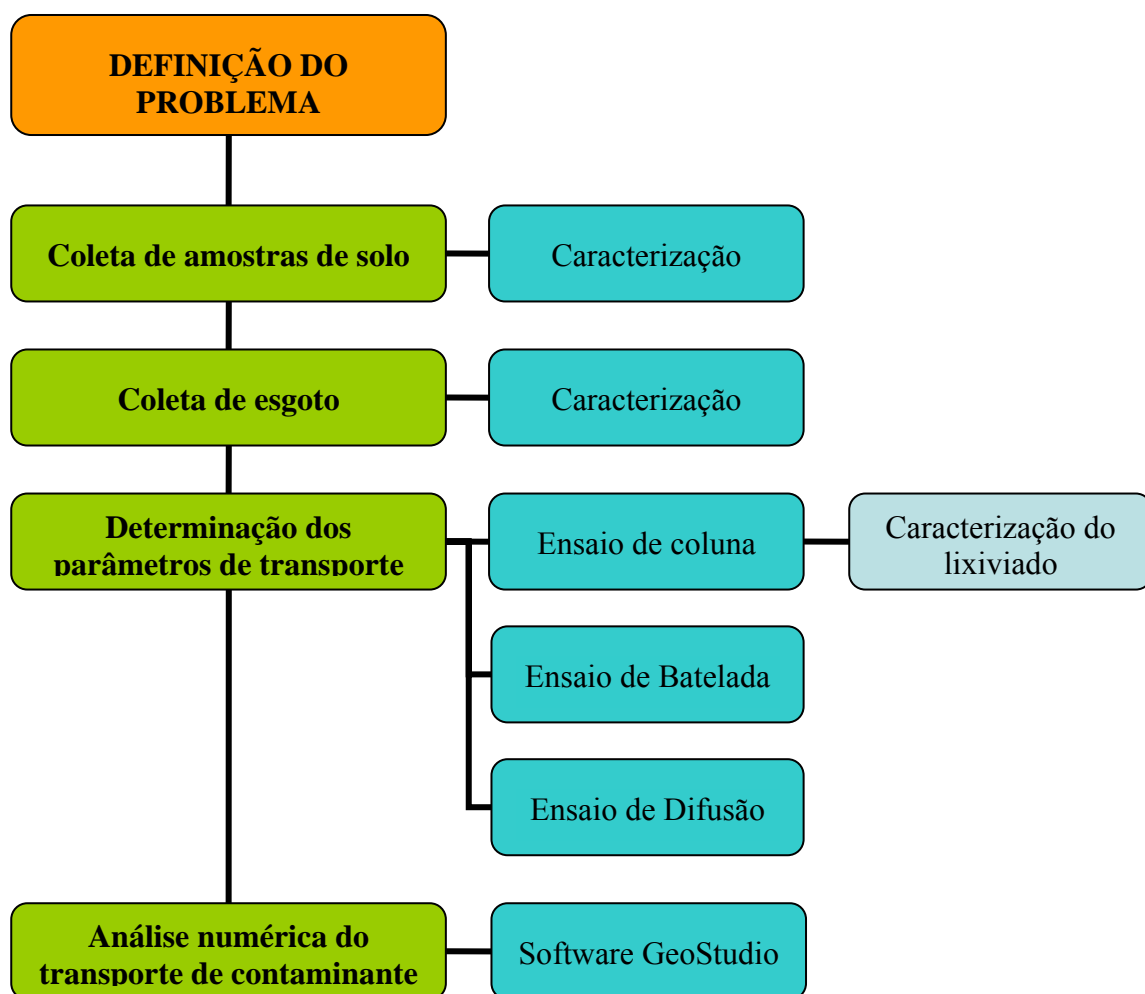 DEFINIÇÃO DO
PROBLEMA
Coleta de amostras de solo
Caracterização
Coleta de esgoto
Caracterização
Determinação dos
parâmetros de transporte
Ensaio de coluna
Caracterização do
lixiviado
Ensaio de Batelada
Ensaio de Difusão
Análise numérica do
transporte de contaminante
Software GeoStudio